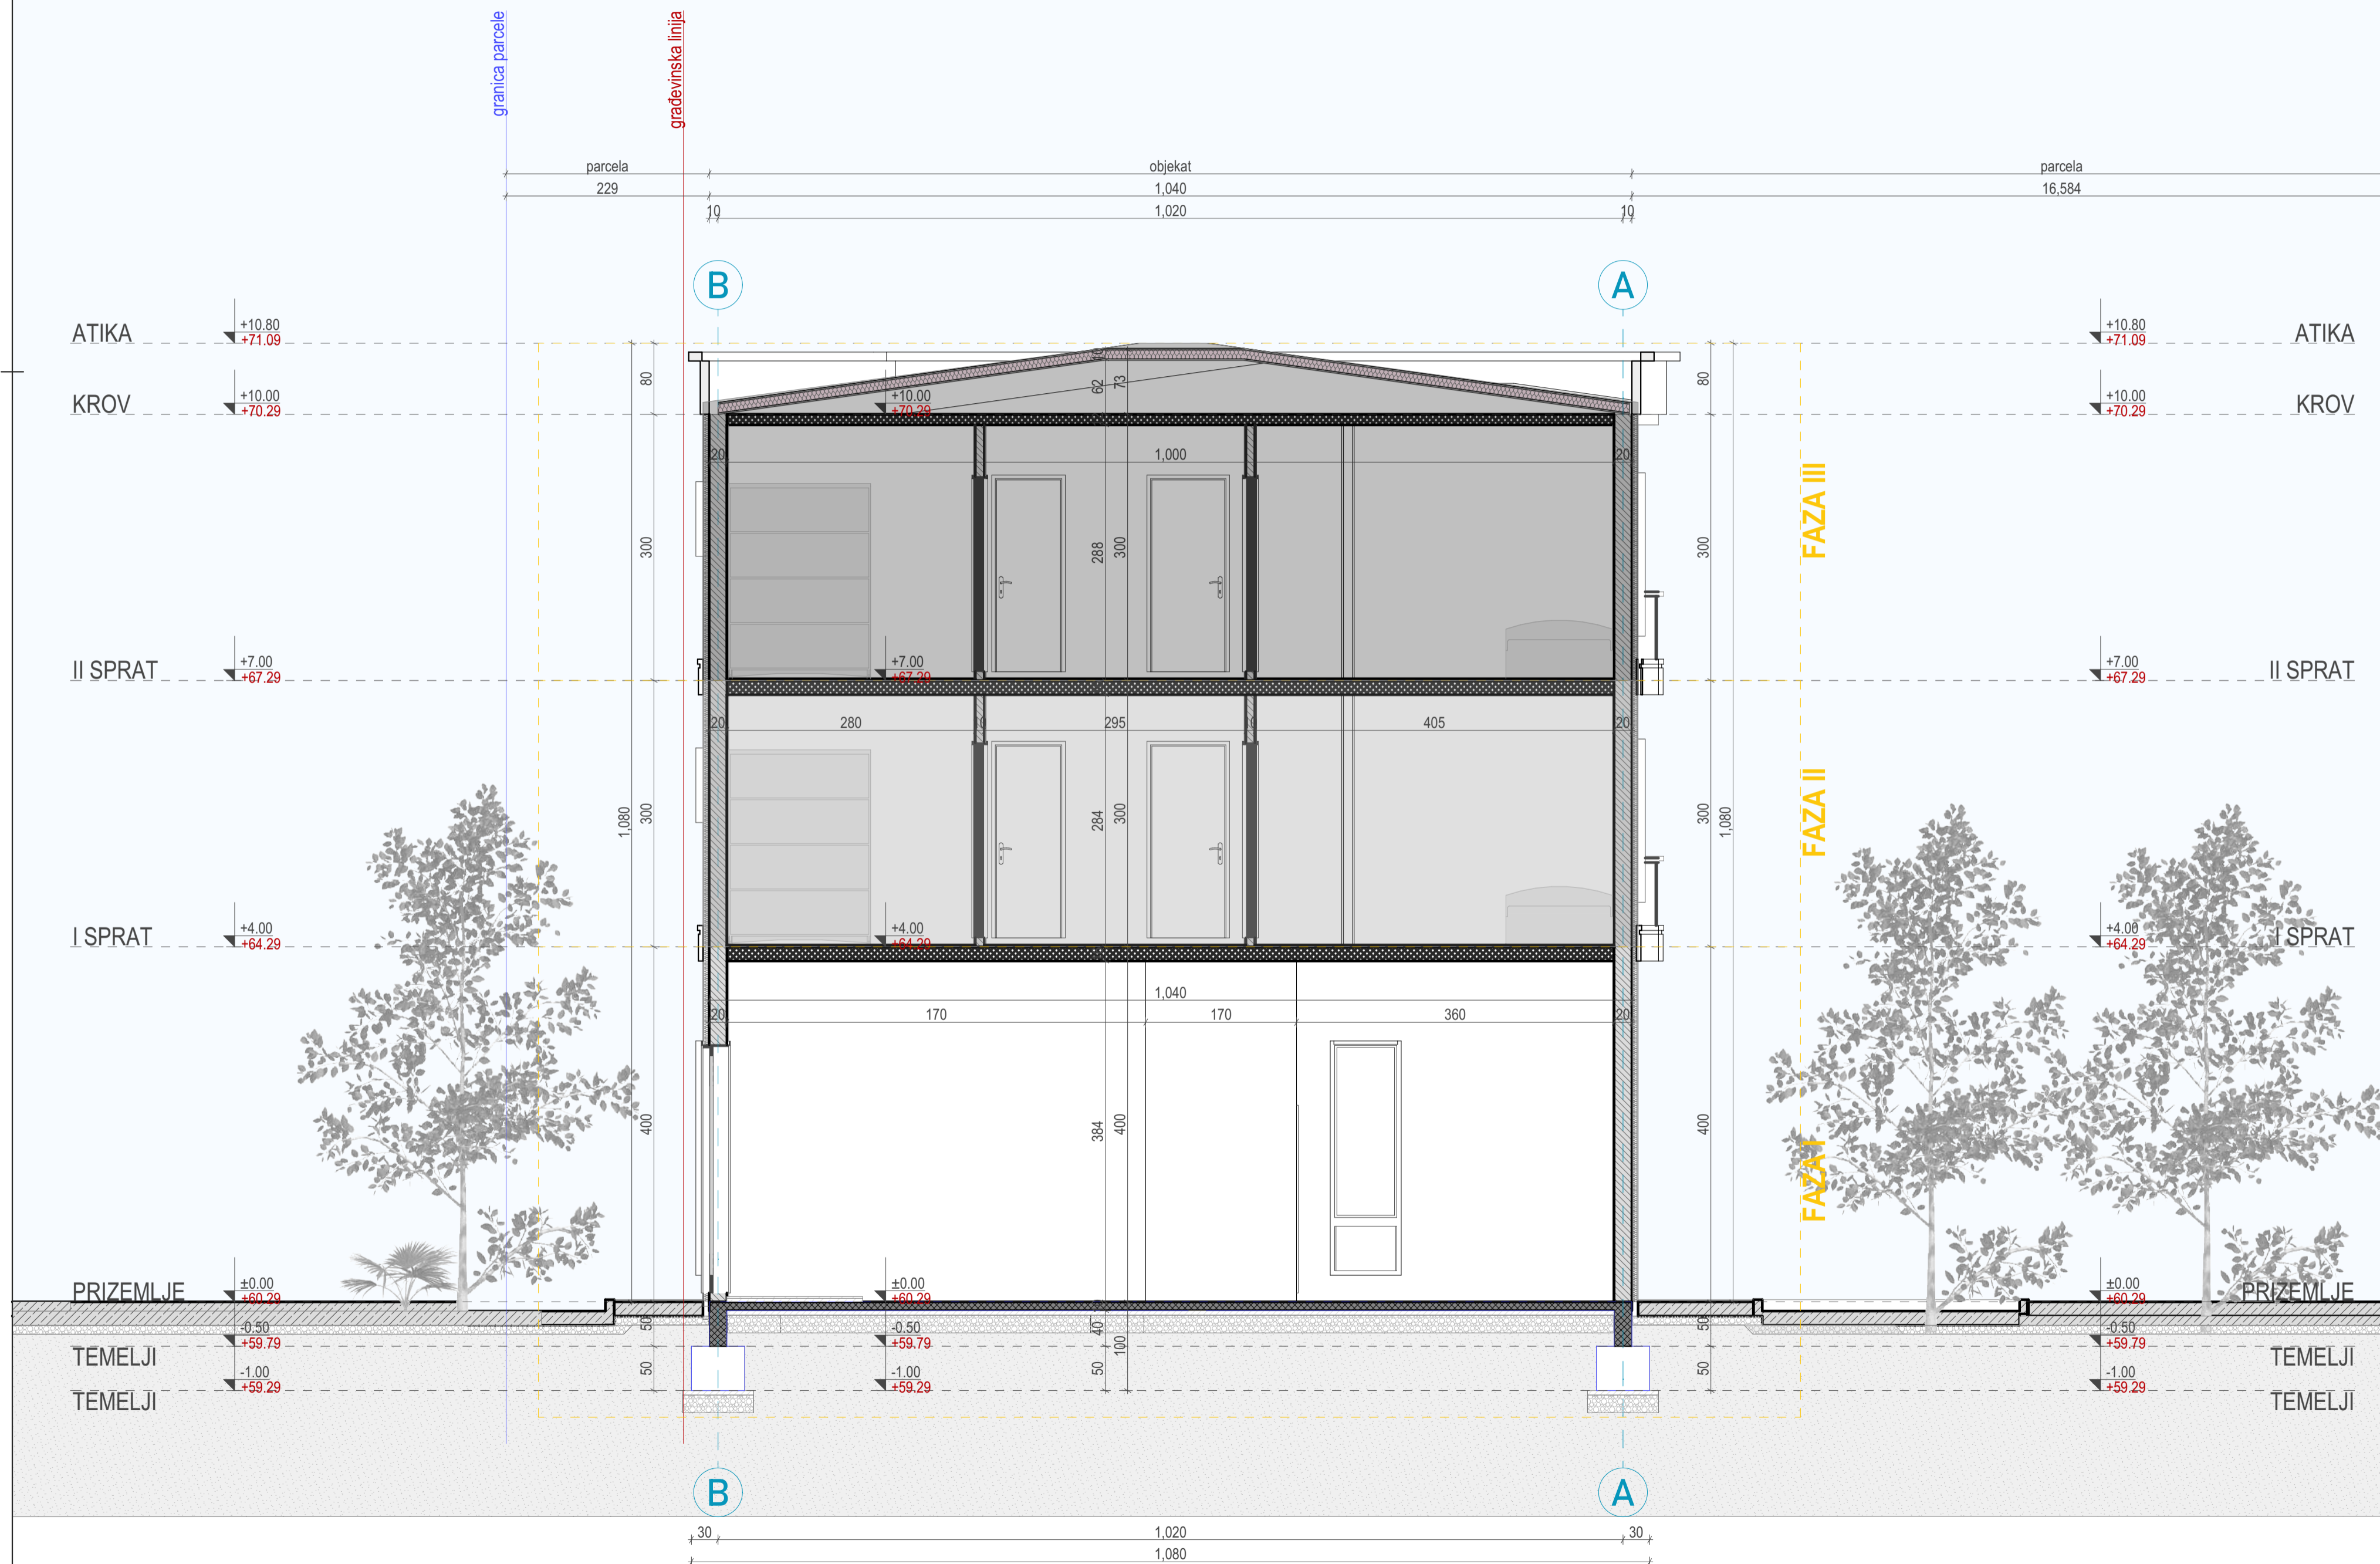 granica parcele
građevinska linija
parcela objekat parcela
229 1,040 16,584
10 1,020 10
B A
ATIKA +10.80 +10.80 ATIKA
+71.09 +71.09
80 62 73 80
KROV +10.00 +10.00 +10.00 KROV
+70.29 +70.29 +70.29
20 1,000 20
FAZA III
300 288 300 300
II SPRAT +7.00 +7.00 +7.00 II SPRAT
+67.29 +67.29 +67.29
20 280 295 405 20
FAZA II
1,080 300 284 300 300 1,080
I SPRAT +4.00 +4.00 +4.00 I SPRAT
+64.29 +64.29 +64.29
1,040
20 170 170 360 20
400 384 400 400
FAZA I
PRIZEMLJE ±0.00 ±0.00 ±0.00 PRIZEMLJE
+60.29 +60.29 +60.29
50 40 100 50
-0.50 -0.50 -0.50
TEMELJI +59.79 +59.79 +59.79 TEMELJI
50 50 50
-1.00 -1.00 -1.00
TEMELJI +59.29 +59.29 +59.29 TEMELJI
B A
30 1,020 30
1,080